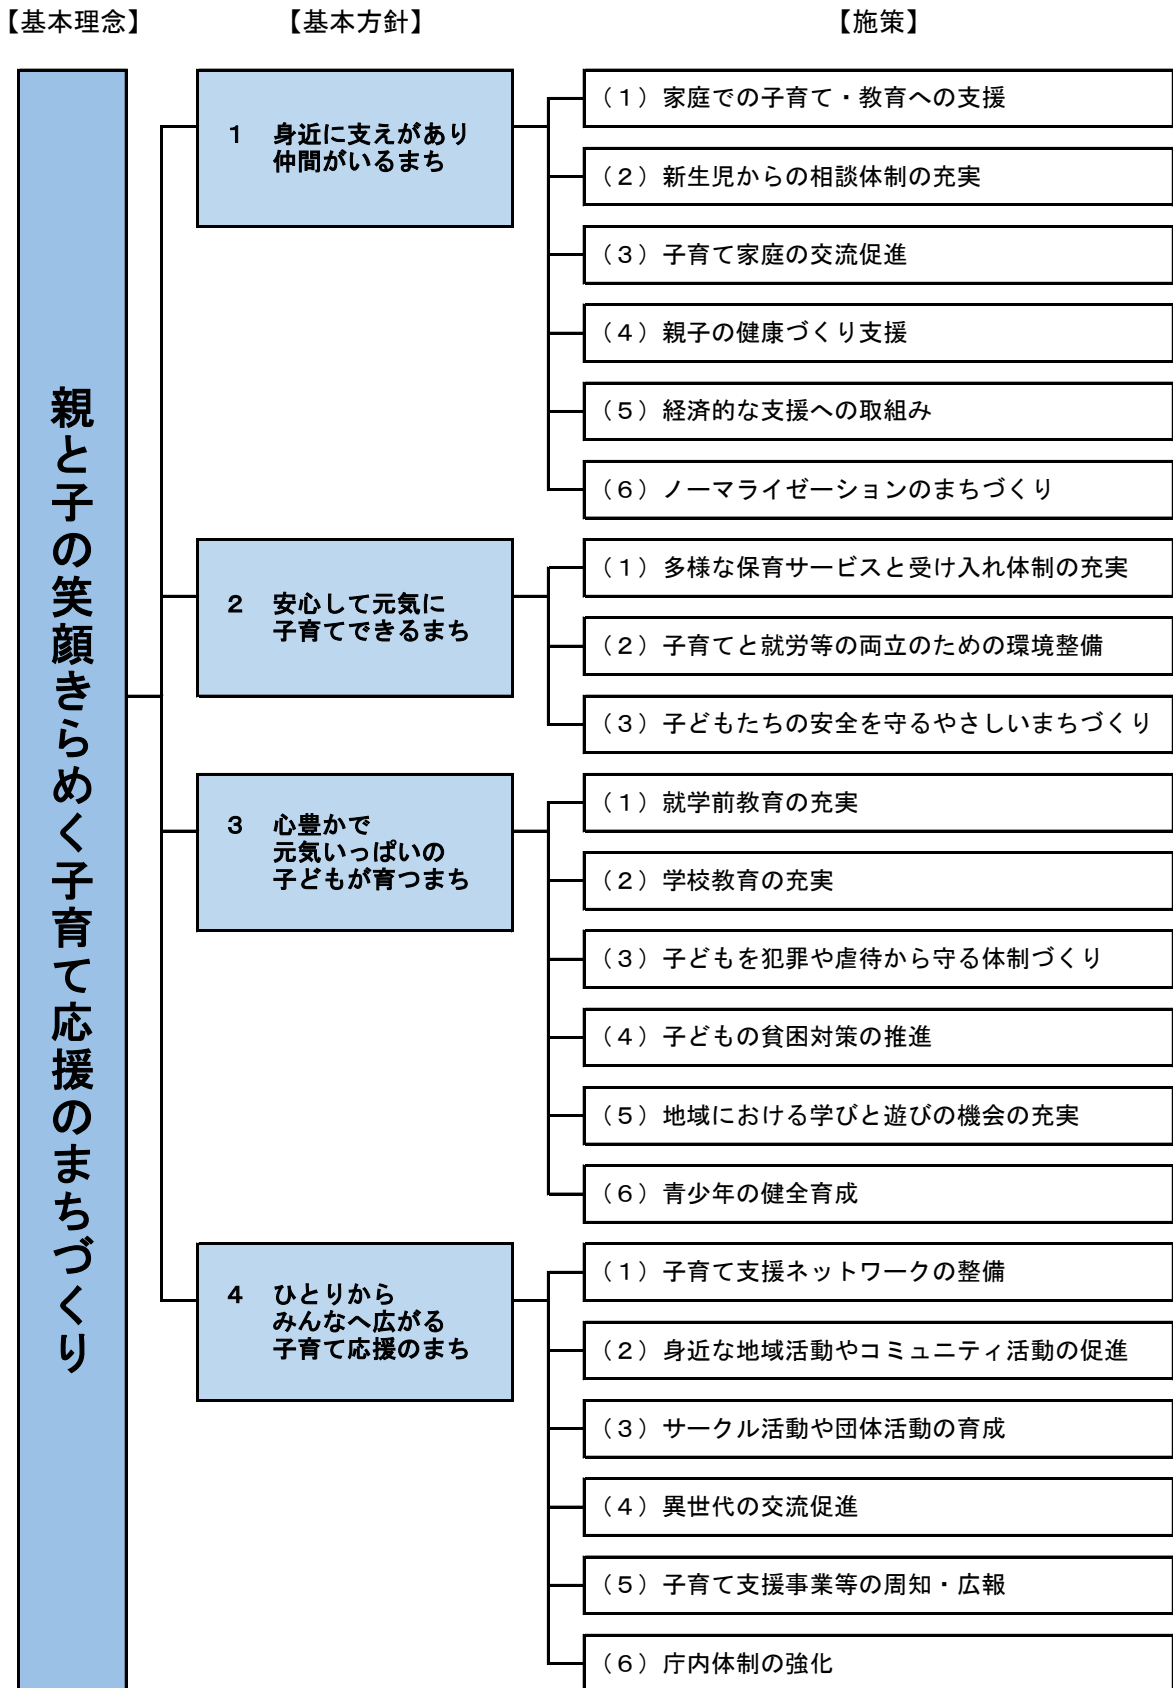 【基本理念】
【基本方針】
【施策】
親と子の笑顔きらめく子育て応援のまちづくり
1 身近に支えがあり
仲間がいるまち
(1)家庭での子育て・教育への支援
(2)新生児からの相談体制の充実
(3)子育て家庭の交流促進
(4)親子の健康づくり支援
(5)経済的な支援への取組み
(6)ノーマライゼーションのまちづくり
2 安心して元気に
子育てできるまち
(1)多様な保育サービスと受け入れ体制の充実
(2)子育てと就労等の両立のための環境整備
(3)子どもたちの安全を守るやさしいまちづくり
3 心豊かで
元気いっぱいの
子どもが育つまち
(1)就学前教育の充実
(2)学校教育の充実
(3)子どもを犯罪や虐待から守る体制づくり
(4)子どもの貧困対策の推進
(5)地域における学びと遊びの機会の充実
(6)青少年の健全育成
4 ひとりから
みんなへ広がる
子育て応援のまち
(1)子育て支援ネットワークの整備
(2)身近な地域活動やコミュニティ活動の促進
(3)サークル活動や団体活動の育成
(4)異世代の交流促進
(5)子育て支援事業等の周知・広報
(6)庁内体制の強化